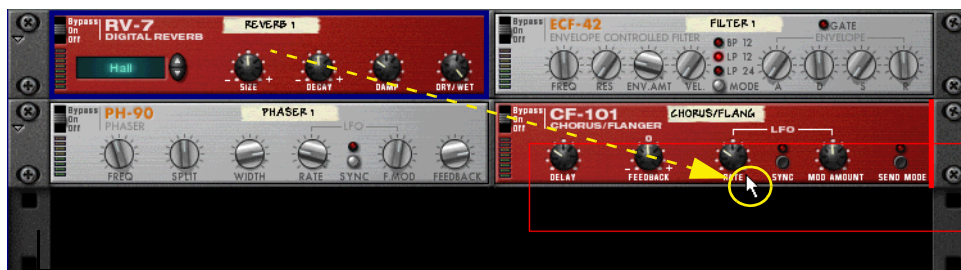 Bypass
On
Off
RV-7
DIGITAL REVERB
REVERB 1
Hall
SIZE
DECAY
DAMP
DRY/WET
Bypass
On
Off
ECF-42
ENVELOPE CONTROLLED FILTER
FILTER 1
GATE
BP 12
LP 12
LP 24
MODE
ENVELOPE
FREQ
RES
ENV.AMT
VEL.
A
D
S
R
Bypass
On
Off
PH-90
PHASER
PHASER 1
LFO
FREQ
SPLIT
WIDTH
RATE
SYNC
F.MOD
FEEDBACK
Bypass
On
Off
CF-101
CHORUS/FLANGER
CHORUS/FLANG
LFO
0
DELAY
FEEDBACK
RATE
SYNC
MOD AMOUNT
SEND MODE